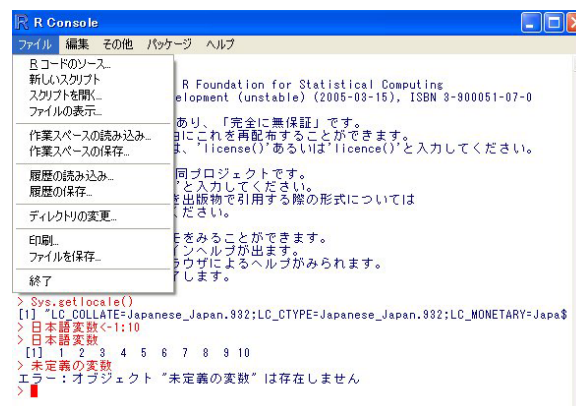 R Console
ファイル 編集 その他 パッケージ ヘルプ
Rコードのソース...
新しいスクリプト
スクリプトを開く...
ファイルの表示...
作業スペースの読み込み...
作業スペースの保存...
履歴の読み込み...
履歴の保存...
ディレクトリの変更...
印刷...
ファイルを保存...
終了
R Foundation for Statistical Computing
elopment (unstable) (2005-03-15), ISBN 3-900051-07-0
あり、「完全に無保証」です。
由にこれを再配布することができます。
は、'license()'あるいは'licence()'と入力してください。
同プロジェクトです。
'と入力してください。
を出版物で引用する際の形式については
ください。
モをみることができます。
インヘルプが出ます。
ラウザによるヘルプがみられます。
了します。
> Sys.getlocale()
[1] "LC_COLLATE=Japanese_Japan.932;LC_CTYPE=Japanese_Japan.932;LC_MONETARY=Japa$
> 日本語変数<-1:10
> 日本語変数
[1] 1 2 3 4 5 6 7 8 9 10
> 未定義の変数
エラー：オブジェクト "未定義の変数" は存在しません
>